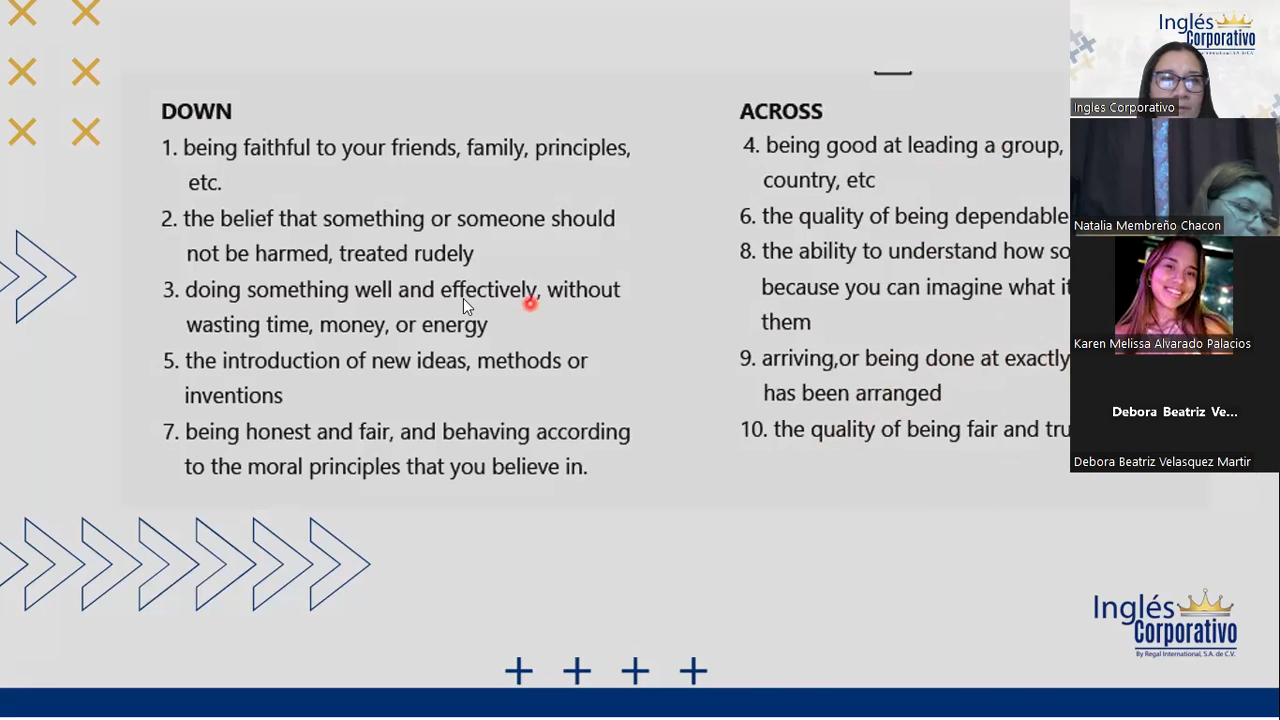 DOWN
1. being faithful to your friends, family, principles,
etc.
2. the belief that something or someone should
not be harmed, treated rudely
3. doing something well and effectively, without
wasting time, money, or energy
5. the introduction of new ideas, methods or
inventions
7. being honest and fair, and behaving according
to the moral principles that you believe in.
ACROSS
4. being good at leading a group,
country, etc
6. the quality of being dependable
8. the ability to understand how so
because you can imagine what it
them
9. arriving,or being done at exactly
has been arranged
10. the quality of being fair and tru
Inglés
Corporativo
Ingles Corporativo
Natalia Membreño Chacon
Karen Melissa Alvarado Palacios
Debora Beatriz Ve...
Debora Beatriz Velasquez Martir
Inglés
Corporativo
By Regal International, S.A. de C.V.